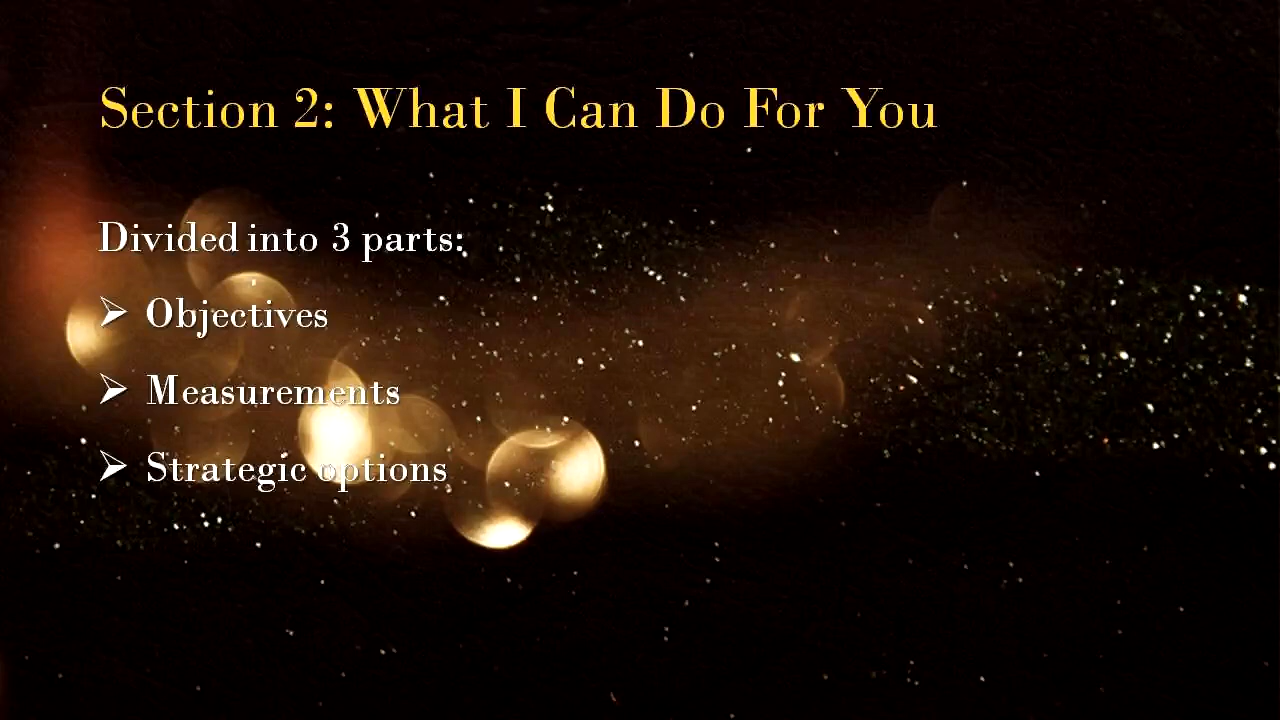 Section 2: What I Can Do For You
Divided into 3 parts:
➢ Objectives
➢ Measurements
➢ Strategic options